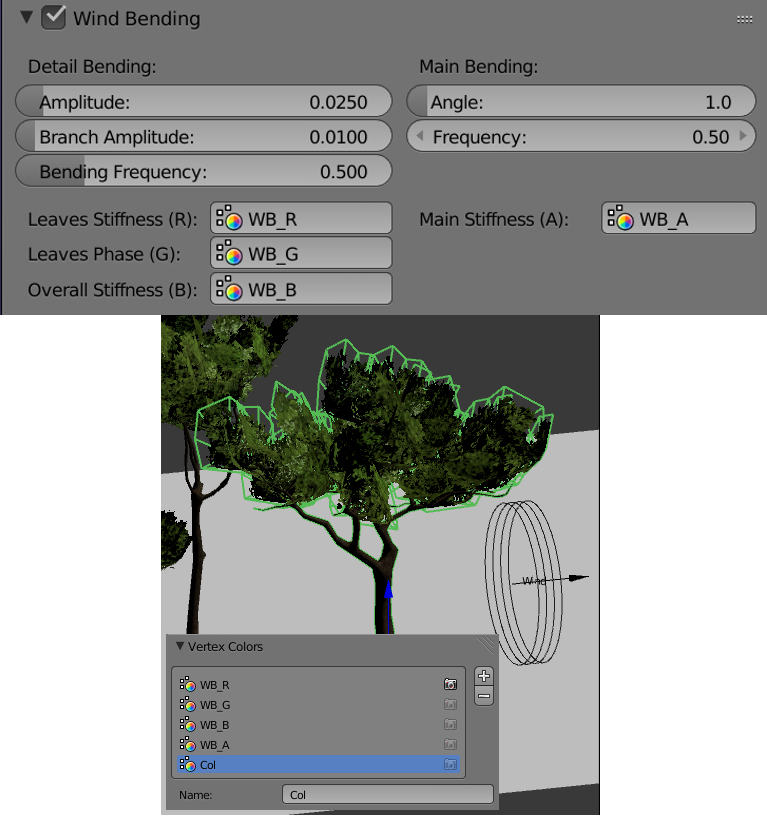 Wind Bending
Detail Bending:
Main Bending:
Amplitude: 0.0250
Angle: 1.0
Branch Amplitude: 0.0100
Frequency: 0.50
Bending Frequency: 0.500
Leaves Stiffness (R): WB_R
Main Stiffness (A): WB_A
Leaves Phase (G): WB_G
Overall Stiffness (B): WB_B
Wind
Vertex Colors
WB_R
WB_G
WB_B
WB_A
Col
Name: Col